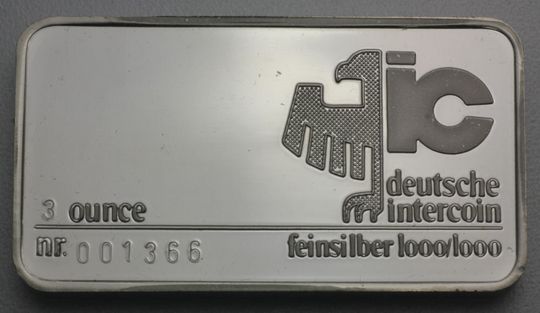 ic
deutsche
3 ounce intercoin
nr. 001366 feinsilber 1000/1000